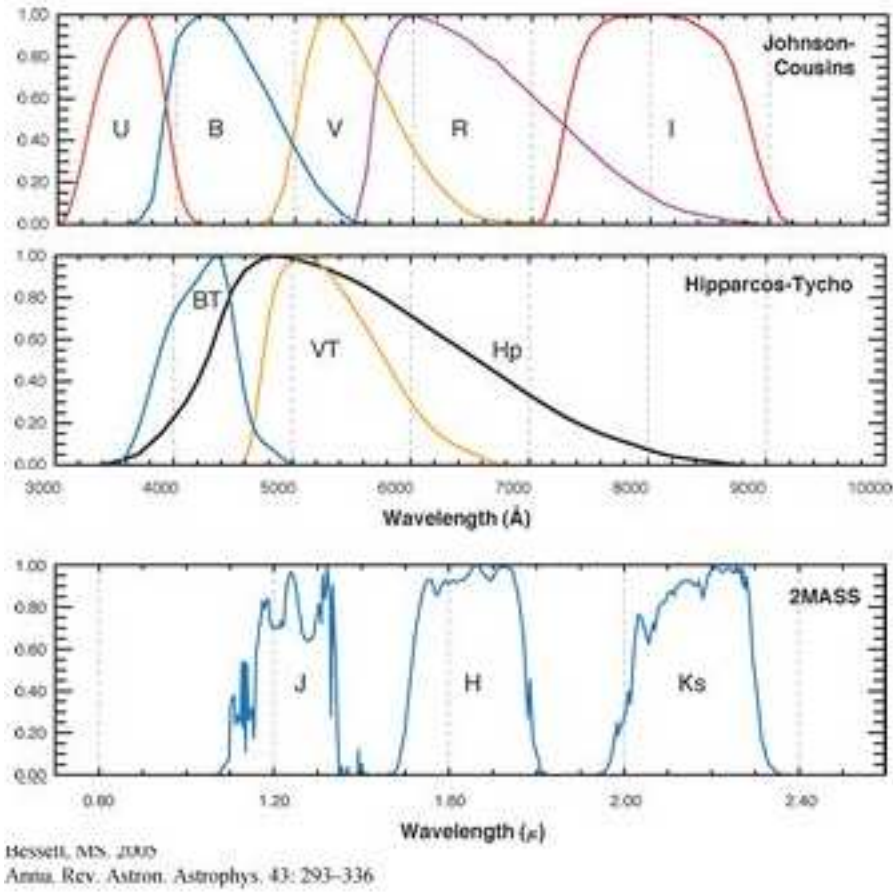 1.00
0.80
0.60
0.40
0.20
0.00
U
B
V
R
I
Johnson-
Cousins
1.00
0.80
0.60
0.40
0.20
0.00
BT
VT
Hp
Hipparcos-Tycho
3000 4000 5000 6000 7000 8000 9000 10000
Wavelength (Å)
1.00
0.80
0.60
0.40
0.20
0.00
J
H
Ks
2MASS
0.80 1.20 1.60 2.00 2.40
Wavelength (μ)
Bessell, MS. 2005
Annu. Rev. Astron. Astrophys. 43: 293–336